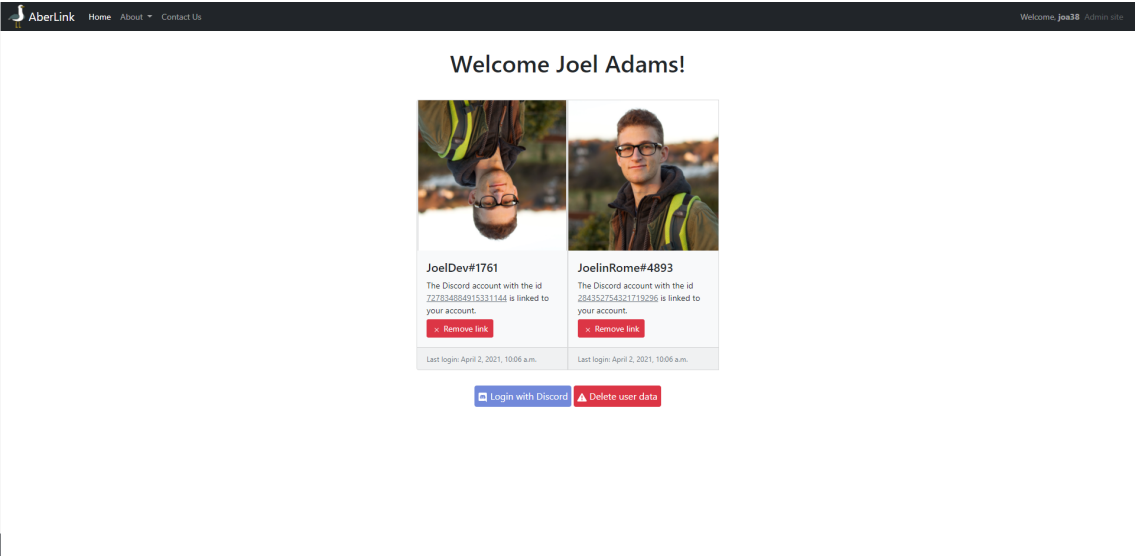 AberLink Home About Contact Us Welcome, joa38 Admin site
Welcome Joel Adams!
JoelDev#1761
The Discord account with the id
727834884915331144 is linked to
your account.
× Remove link
Last login: April 2, 2021, 10:06 a.m.
JoelinRome#4893
The Discord account with the id
284352754321719296 is linked to
your account.
× Remove link
Last login: April 2, 2021, 10:06 a.m.
Login with Discord Delete user data